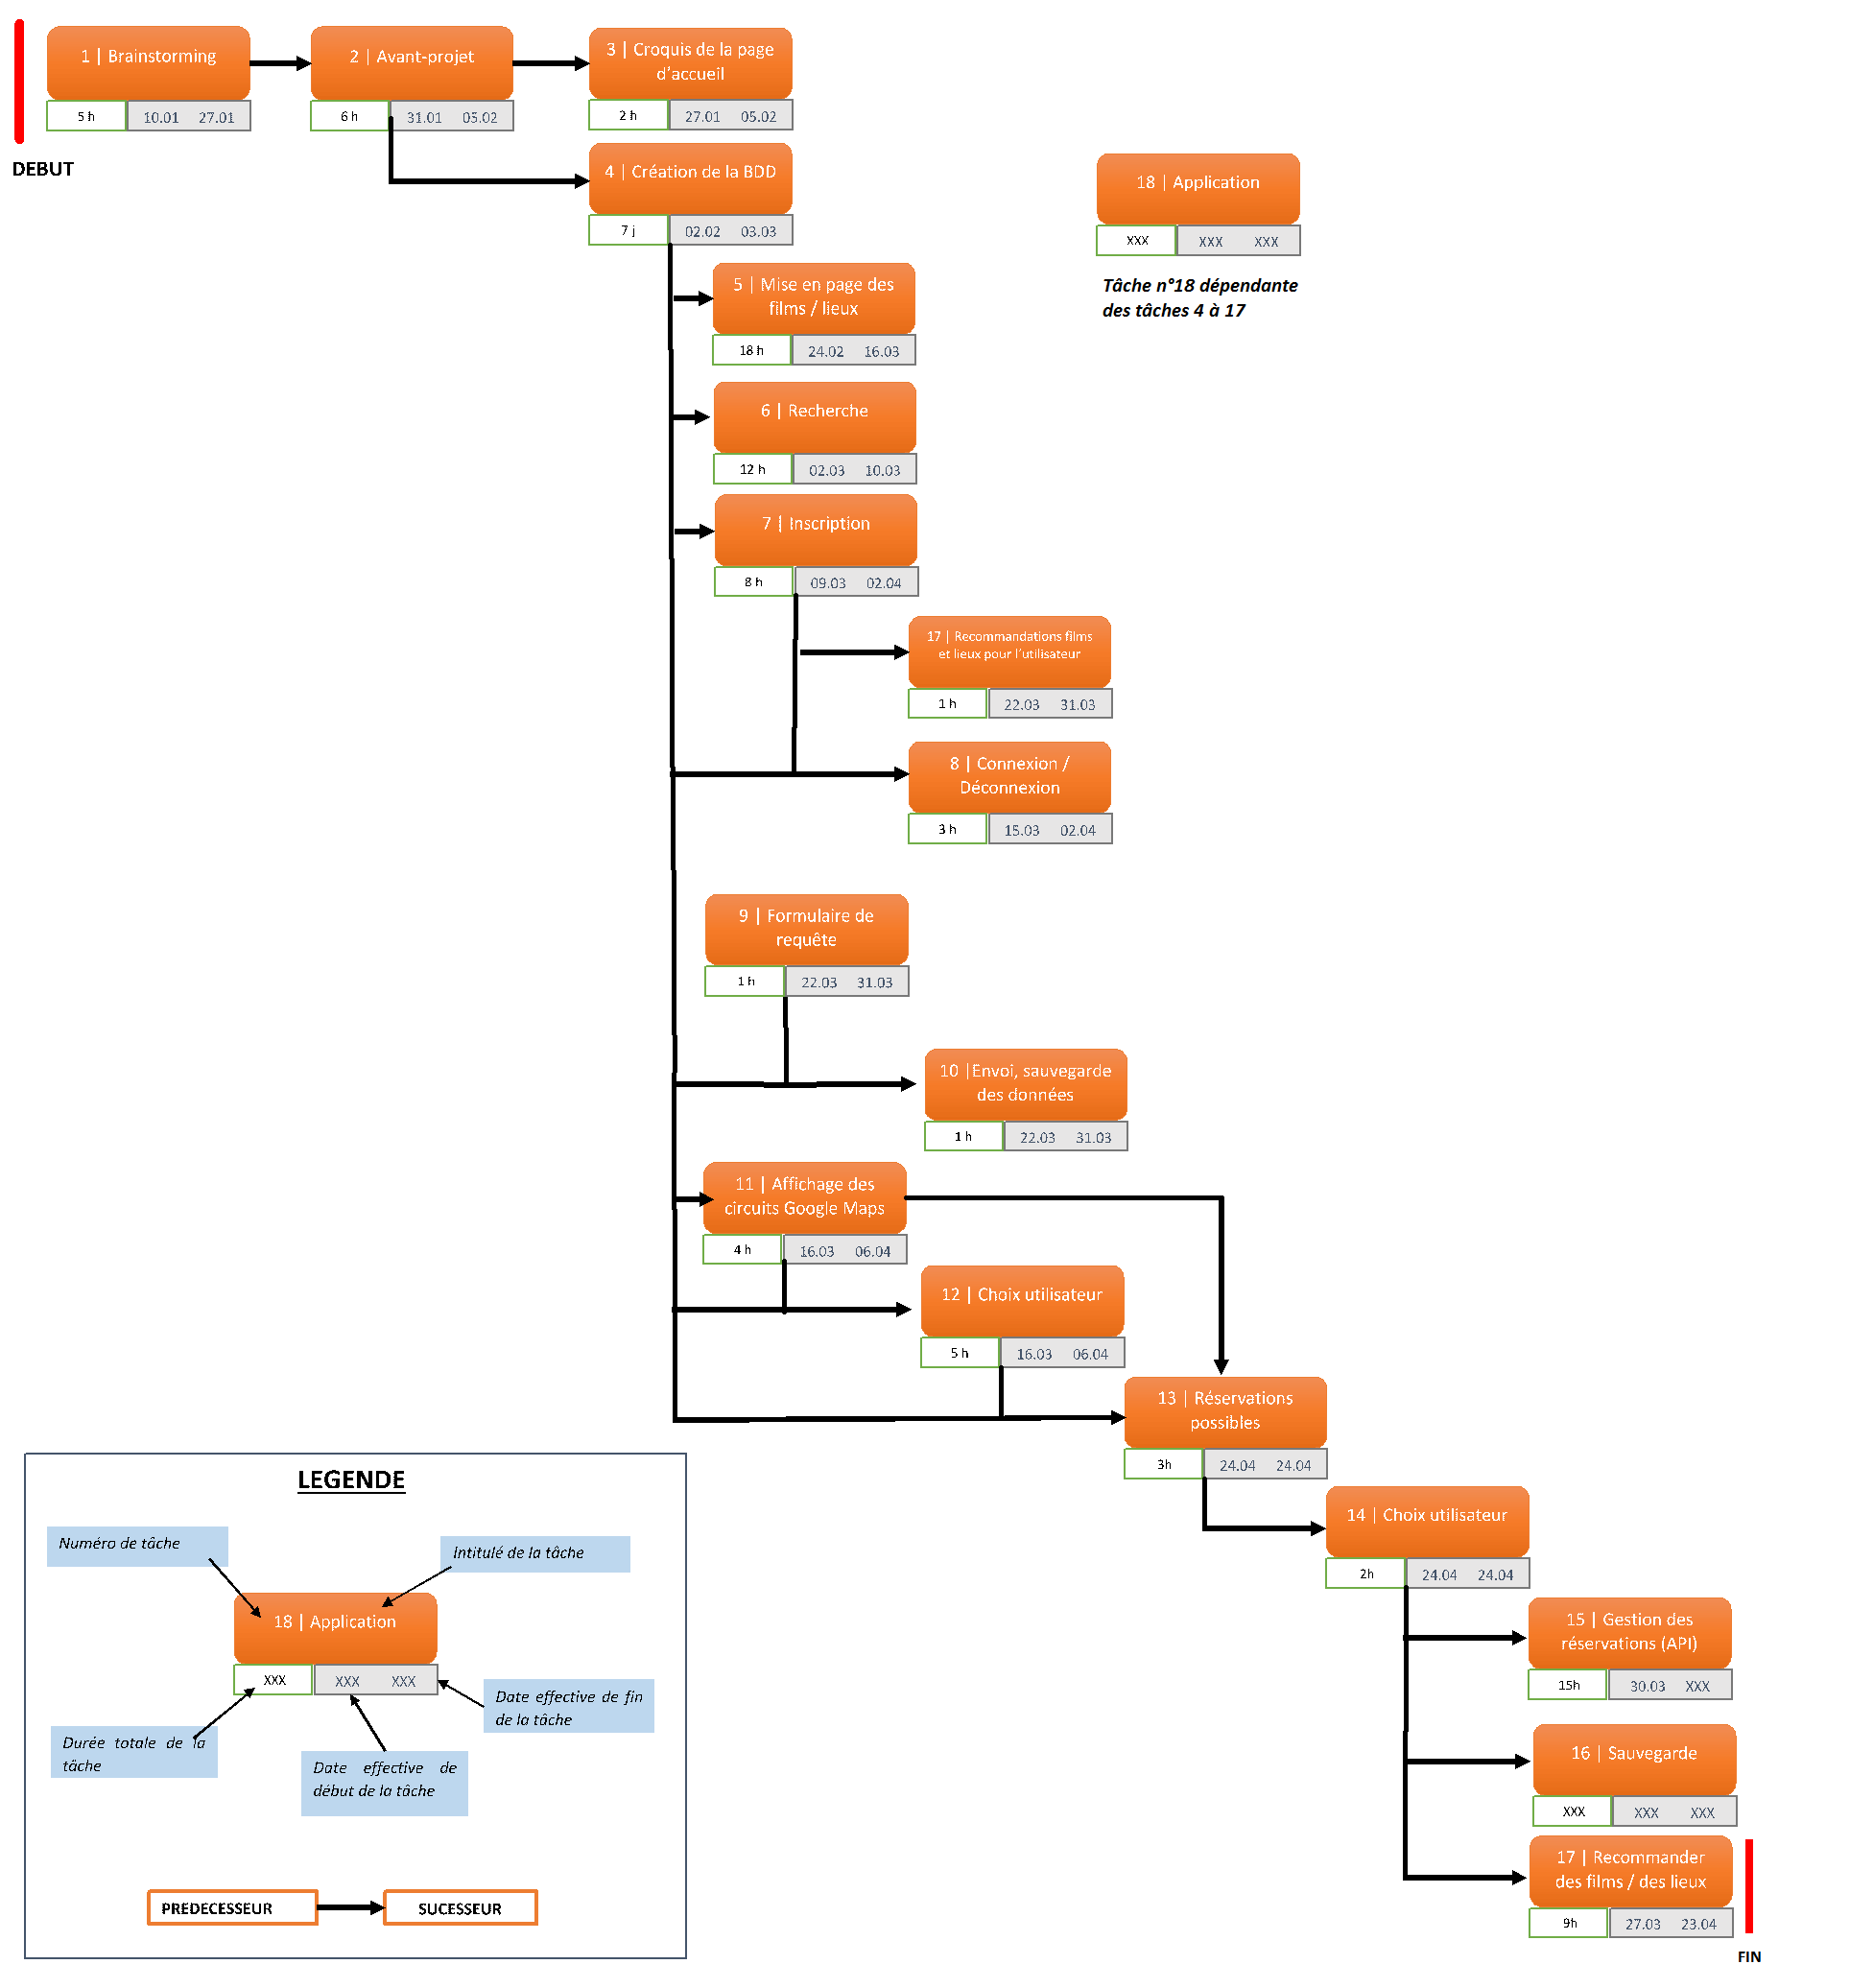 1 | Brainstorming
5 h
10.01 27.01
DEBUT
2 | Avant-projet
6 h
31.01 05.02
3 | Croquis de la page
d'accueil
2 h
27.01 05.02
4 | Création de la BDD
7 j
02.02 03.03
18 | Application
XXX
XXX XXX
Tâche n°18 dépendante
des tâches 4 à 17
5 | Mise en page des
films / lieux
18 h
24.02 16.03
6 | Recherche
12 h
02.03 10.03
7 | Inscription
8 h
09.03 02.04
17 | Recommandations films
et lieux pour l'utilisateur
1 h
22.03 31.03
8 | Connexion /
Déconnexion
3 h
15.03 02.04
9 | Formulaire de
requête
1 h
22.03 31.03
10 |Envoi, sauvegarde
des données
1 h
22.03 31.03
11 | Affichage des
circuits Google Maps
4 h
16.03 06.04
12 | Choix utilisateur
5 h
16.03 06.04
13 | Réservations
possibles
3h
24.04 24.04
14 | Choix utilisateur
2h
24.04 24.04
15 | Gestion des
réservations (API)
15h
30.03 XXX
16 | Sauvegarde
XXX
XXX XXX
17 | Recommander
des films / des lieux
9h
27.03 23.04
FIN
LEGENDE
Numéro de tâche
Intitulé de la tâche
18 | Application
XXX
XXX XXX
Date effective de fin
de la tâche
Durée totale de la
tâche
Date effective de
début de la tâche
PREDECESSEUR
SUCESSEUR